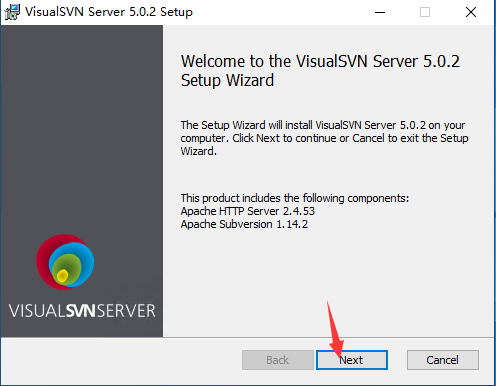 VisualSVN Server 5.0.2 Setup
Welcome to the VisualSVN Server 5.0.2
Setup Wizard
The Setup Wizard will install VisualSVN Server 5.0.2 on your
computer. Click Next to continue or Cancel to exit the Setup
Wizard.
This product includes the following components:
Apache HTTP Server 2.4.53
Apache Subversion 1.14.2
VISUALSVNSERVER
Back
Next
Cancel